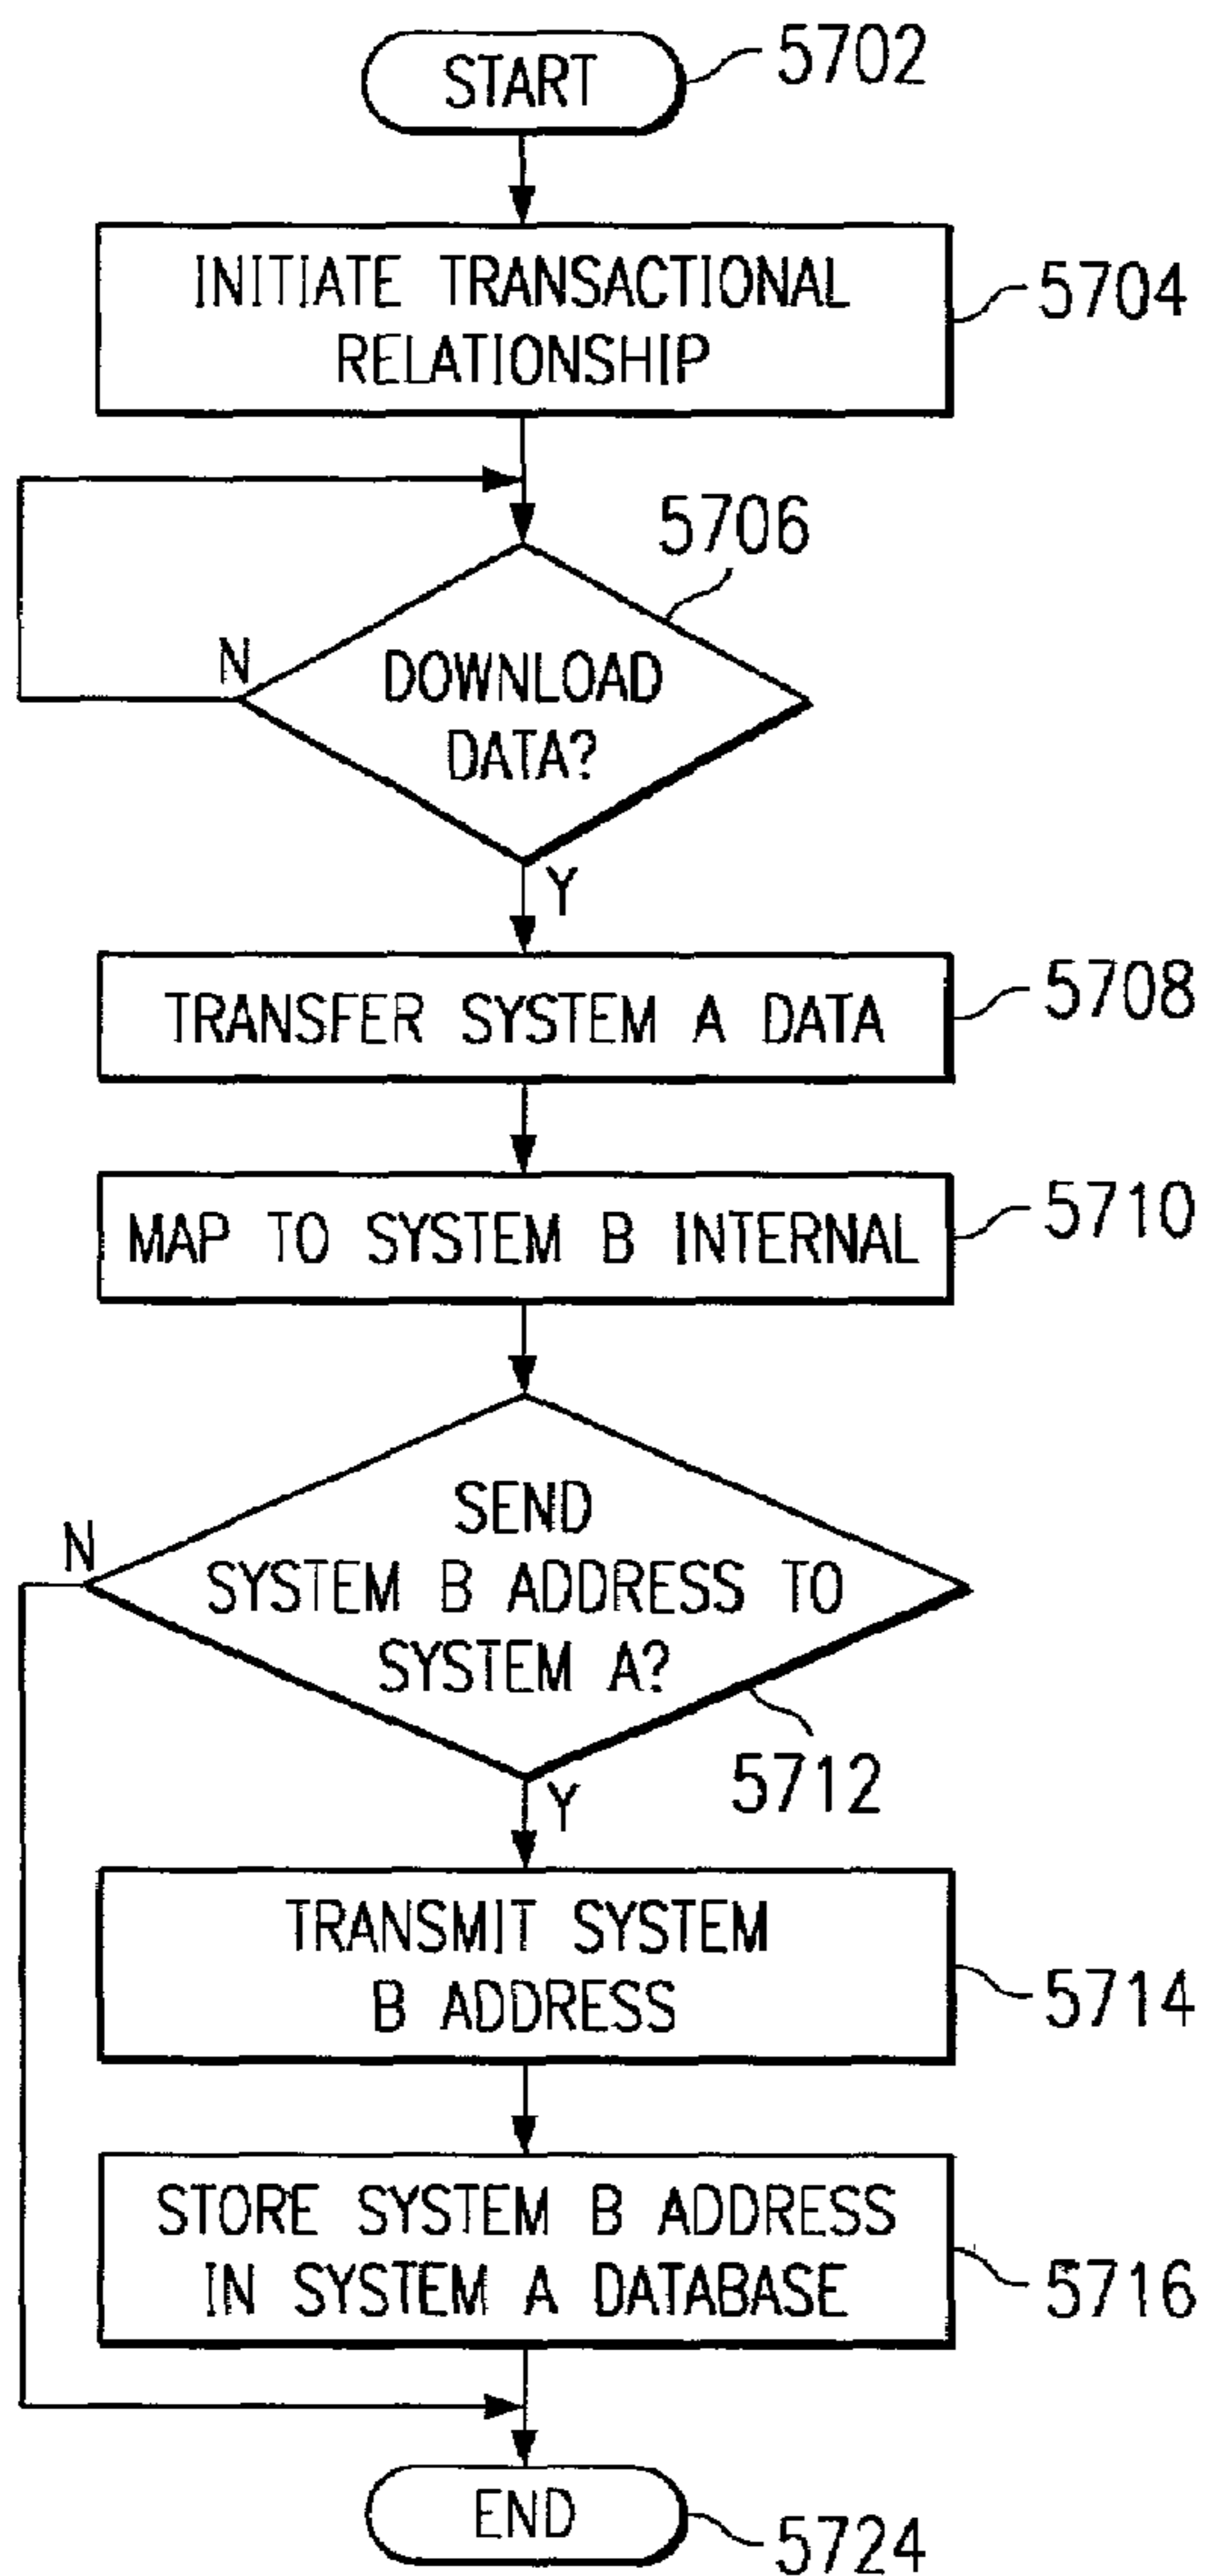 START
5702
INITIATE TRANSACTIONAL
RELATIONSHIP
5704
5706
N
DOWNLOAD
DATA?
Y
TRANSFER SYSTEM A DATA
5708
MAP TO SYSTEM B INTERNAL
5710
SEND
N
SYSTEM B ADDRESS TO
SYSTEM A?
5712
Y
TRANSMIT SYSTEM
B ADDRESS
5714
STORE SYSTEM B ADDRESS
IN SYSTEM A DATABASE
5716
END
5724